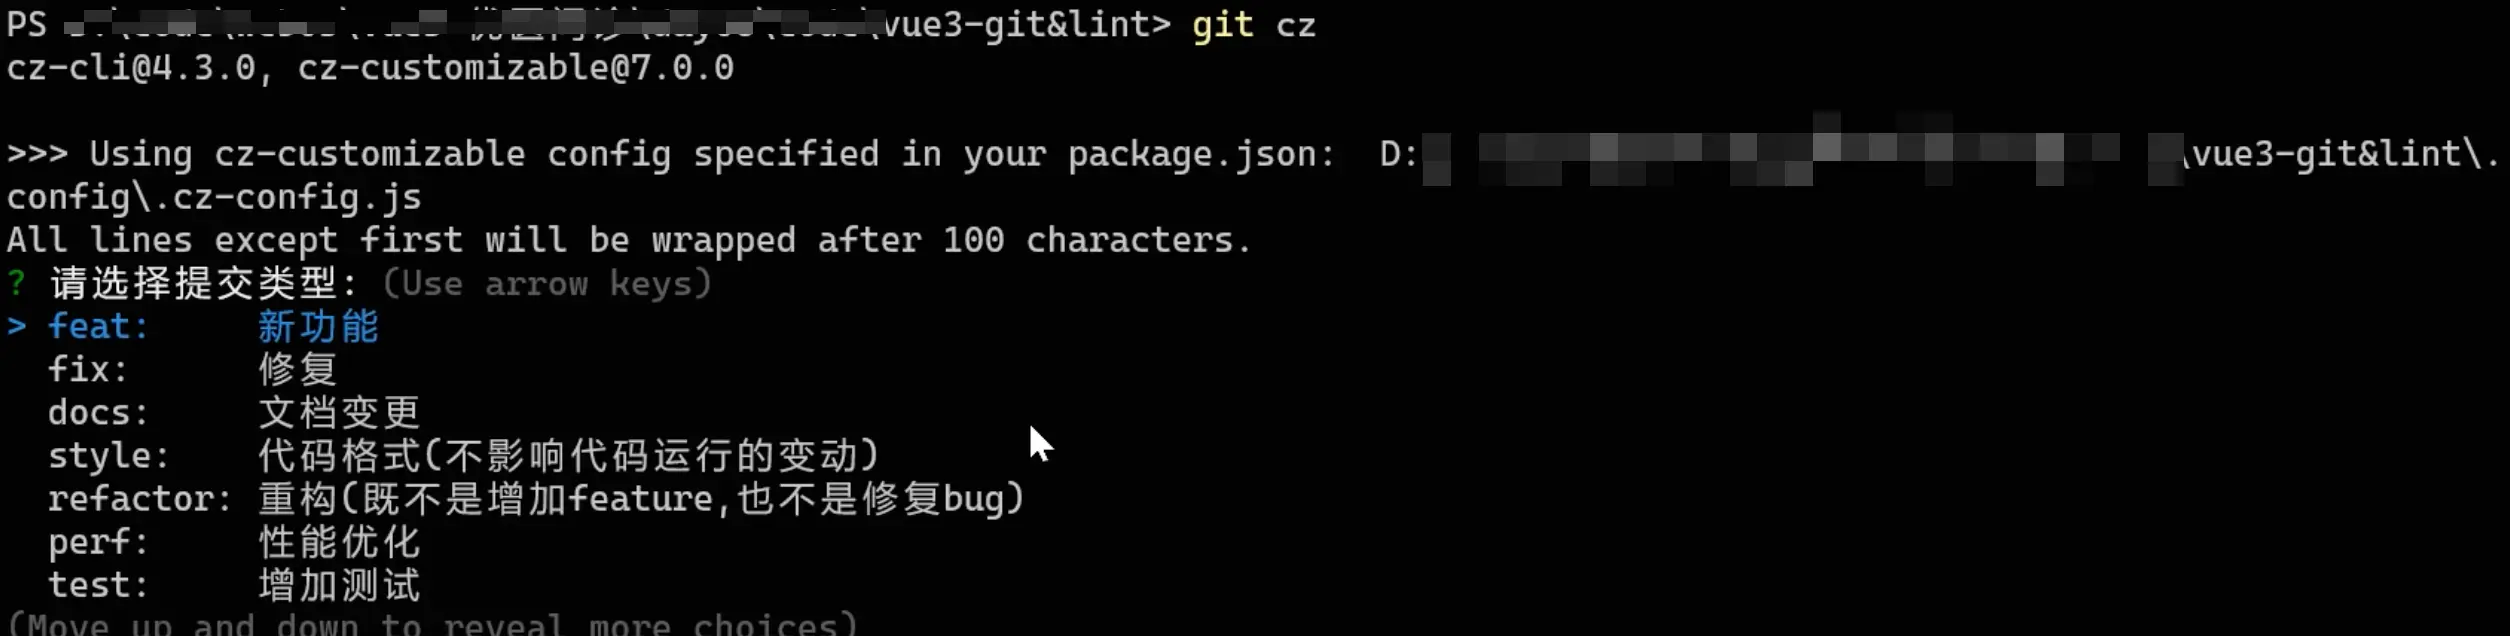 PS vue3-git&lint> git cz
cz-cli@4.3.0, cz-customizable@7.0.0
>>> Using cz-customizable config specified in your package.json: D: \vue3-git&lint\.
config\.cz-config.js
All lines except first will be wrapped after 100 characters.
? 请选择提交类型: (Use arrow keys)
> feat: 新功能
fix: 修复
docs: 文档变更
style: 代码格式(不影响代码运行的变动)
refactor: 重构(既不是增加feature,也不是修复bug)
perf: 性能优化
test: 增加测试
(Move up and down to reveal more choices)